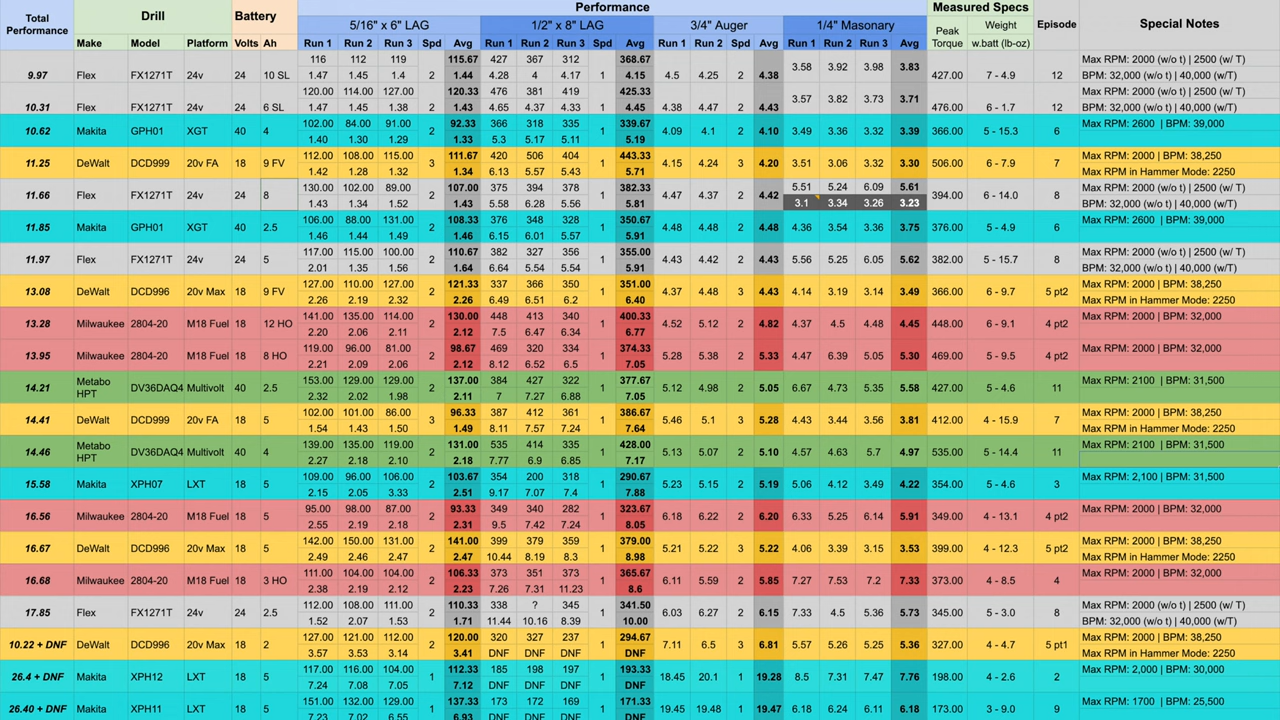 Total Performance Drill Battery Performance Measured Specs Episode Special Notes
5/16" x 6" LAG 1/2" x 8" LAG 3/4" Auger 1/4" Masonary Peak Torque Weight w.batt (lb-oz)
Make Model Platform Volts Ah Run 1 Run 2 Run 3 Spd Avg Run 1 Run 2 Run 3 Spd Avg Run 1 Run 2 Spd Avg Run 1 Run 2 Run 3 Avg
116 112 119 115.67 427 367 312 368.67 Max RPM: 2000 (w/o t) | 2500 (w/ T)
9.97 Flex FX1271T 24v 24 10 SL 2 1 4.5 4.25 2 4.38 3.58 3.92 3.98 3.83 427.00 7 - 4.9 12
1.47 1.45 1.4 1.44 4.28 4 4.17 4.15 BPM: 32,000 (w/o t) | 40,000 (w/T)
120.00 114.00 127.00 120.33 476 381 419 425.33 Max RPM: 2000 (w/o t) | 2500 (w/ T)
10.31 Flex FX1271T 24v 24 6 SL 2 1 4.38 4.47 2 4.43 3.57 3.82 3.73 3.71 476.00 6 - 1.7 12
1.47 1.45 1.38 1.43 4.65 4.37 4.33 4.45 BPM: 32,000 (w/o t) | 40,000 (w/T)
102.00 84.00 91.00 92.33 366 318 335 339.67 Max RPM: 2600 | BPM: 39,000
10.62 Makita GPH01 XGT 40 4 2 1 4.09 4.1 2 4.10 3.49 3.36 3.32 3.39 366.00 5 - 15.3 6
1.40 1.30 1.29 1.33 5.3 5.17 5.11 5.19
112.00 108.00 115.00 111.67 420 506 404 443.33 Max RPM: 2000 | BPM: 38,250
11.25 DeWalt DCD999 20v FA 18 9 FV 3 1 4.15 4.24 3 4.20 3.51 3.06 3.32 3.30 506.00 6 - 7.9 7
1.42 1.28 1.32 1.34 6.13 5.57 5.43 5.71 Max RPM in Hammer Mode: 2250
130.00 102.00 89.00 107.00 375 394 378 382.33 5.51 5.24 6.09 5.61 Max RPM: 2000 (w/o t) | 2500 (w/ T)
11.66 Flex FX1271T 24v 24 8 2 1 4.47 4.37 2 4.42 394.00 6 - 14.0 8
1.43 1.34 1.52 1.43 5.58 6.28 5.56 5.81 3.1 3.34 3.26 3.23 BPM: 32,000 (w/o t) | 40,000 (w/T)
106.00 88.00 131.00 108.33 376 348 328 350.67 Max RPM: 2600 | BPM: 39,000
11.85 Makita GPH01 XGT 40 2.5 2 1 4.48 4.48 2 4.48 4.36 3.54 3.36 3.75 376.00 5 - 4.9 6
1.46 1.44 1.49 1.46 6.15 6.01 5.57 5.91
117.00 115.00 100.00 110.67 382 327 356 355.00 Max RPM: 2000 (w/o t) | 2500 (w/ T)
11.97 Flex FX1271T 24v 24 5 2 1 4.43 4.42 2 4.43 5.56 5.25 6.05 5.62 382.00 5 - 15.7 8
2.01 1.35 1.56 1.64 6.64 5.54 5.54 5.91 BPM: 32,000 (w/o t) | 40,000 (w/T)
127.00 110.00 127.00 121.33 337 366 350 351.00 Max RPM: 2000 | BPM: 38,250
13.08 DeWalt DCD996 20v Max 18 9 FV 2 1 4.37 4.48 3 4.43 4.14 3.19 3.14 3.49 366.00 6 - 9.7 5 pt2
2.26 2.19 2.32 2.26 6.49 6.51 6.2 6.40 Max RPM in Hammer Mode: 2250
141.00 135.00 114.00 130.00 448 413 340 400.33 Max RPM: 2000 | BPM: 32,000
13.28 Milwaukee 2804-20 M18 Fuel 18 12 HO 2 1 4.52 5.12 2 4.82 4.37 4.5 4.48 4.45 448.00 6 - 9.1 4 pt2
2.20 2.06 2.11 2.12 7.5 6.47 6.34 6.77
119.00 96.00 81.00 98.67 469 320 334 374.33 Max RPM: 2000 | BPM: 32,000
13.95 Milwaukee 2804-20 M18 Fuel 18 8 HO 2 1 5.28 5.38 2 5.33 4.47 6.39 5.05 5.30 469.00 5 - 9.5 4 pt2
2.21 2.09 2.06 2.12 8.12 6.52 6.5 7.05
153.00 129.00 129.00 137.00 384 427 322 377.67 Max RPM: 2100 | BPM: 31,500
14.21 Metabo HPT DV36DAQ4 Multivolt 40 2.5 2 1 5.12 4.98 2 5.05 6.67 4.73 5.35 5.58 427.00 5 - 4.6 11
2.32 2.02 1.98 2.11 7 7.27 6.88 7.05
102.00 101.00 86.00 96.33 387 412 361 386.67 Max RPM: 2000 | BPM: 38,250
14.41 DeWalt DCD999 20v FA 18 5 3 1 5.46 5.1 3 5.28 4.43 3.44 3.56 3.81 412.00 4 - 15.9 7
1.54 1.43 1.50 1.49 8.11 7.57 7.24 7.64 Max RPM in Hammer Mode: 2250
139.00 135.00 119.00 131.00 535 414 335 428.00 Max RPM: 2100 | BPM: 31,500
14.46 Metabo HPT DV36DAQ4 Multivolt 40 4 2 1 5.13 5.07 2 5.10 4.57 4.63 5.7 4.97 535.00 5 - 14.4 11
2.27 2.18 2.10 2.18 7.77 6.9 6.85 7.17
109.00 96.00 106.00 103.67 354 200 318 290.67 Max RPM: 2,100 | BPM: 31,500
15.58 Makita XPH07 LXT 18 5 2 1 5.23 5.15 2 5.19 5.06 4.12 3.49 4.22 354.00 5 - 4.6 3
2.15 2.05 3.33 2.51 9.17 7.07 7.4 7.88
95.00 98.00 87.00 93.33 349 340 282 323.67 Max RPM: 2000 | BPM: 32,000
16.56 Milwaukee 2804-20 M18 Fuel 18 5 2 1 6.18 6.22 2 6.20 6.33 5.25 6.14 5.91 349.00 4 - 13.1 4 pt2
2.55 2.19 2.18 2.31 9.5 7.42 7.24 8.05
142.00 150.00 131.00 141.00 399 379 359 379.00 Max RPM: 2000 | BPM: 38,250
16.67 DeWalt DCD996 20v Max 18 5 2 1 5.21 5.22 3 5.22 4.06 3.39 3.15 3.53 399.00 4 - 12.3 5 pt2
2.49 2.46 2.47 2.47 10.44 8.19 8.3 8.98 Max RPM in Hammer Mode: 2250
111.00 104.00 104.00 106.33 373 351 373 365.67 Max RPM: 2000 | BPM: 32,000
16.68 Milwaukee 2804-20 M18 Fuel 18 3 HO 2 1 6.11 5.59 2 5.85 7.27 7.53 7.2 7.33 373.00 4 - 8.5 4
2.38 2.19 2.12 2.23 7.26 7.31 11.23 8.6
112.00 108.00 111.00 110.33 338 ? 345 341.50 Max RPM: 2000 (w/o t) | 2500 (w/ T)
17.85 Flex FX1271T 24v 24 2.5 2 1 6.03 6.27 2 6.15 7.33 4.5 5.36 5.73 345.00 5 - 3.0 8
1.52 2.07 1.53 1.71 11.44 10.16 8.39 10.00 BPM: 32,000 (w/o t) | 40,000 (w/T)
127.00 121.00 112.00 120.00 320 327 237 294.67 Max RPM: 2000 | BPM: 38,250
10.22 + DNF DeWalt DCD996 20v Max 18 2 2 1 7.11 6.5 3 6.81 5.57 5.26 5.25 5.36 327.00 4 - 4.7 5 pt1
3.57 3.53 3.14 3.41 DNF DNF DNF DNF Max RPM in Hammer Mode: 2250
117.00 116.00 104.00 112.33 185 198 197 193.33 Max RPM: 2,000 | BPM: 30,000
26.4 + DNF Makita XPH12 LXT 18 5 1 1 18.45 20.1 1 19.28 8.5 7.31 7.47 7.76 198.00 4 - 2.6 2
7.24 7.08 7.05 7.12 DNF DNF DNF DNF
151.00 132.00 129.00 137.33 173 172 169 171.33 Max RPM: 1700 | BPM: 25,500
26.40 + DNF Makita XPH11 LXT 18 5 1 1 19.45 19.48 1 19.47 6.18 6.24 6.11 6.18 173.00 3 - 9.0 9
7.23 7.02 6.55 6.93 DNF DNF DNF DNF